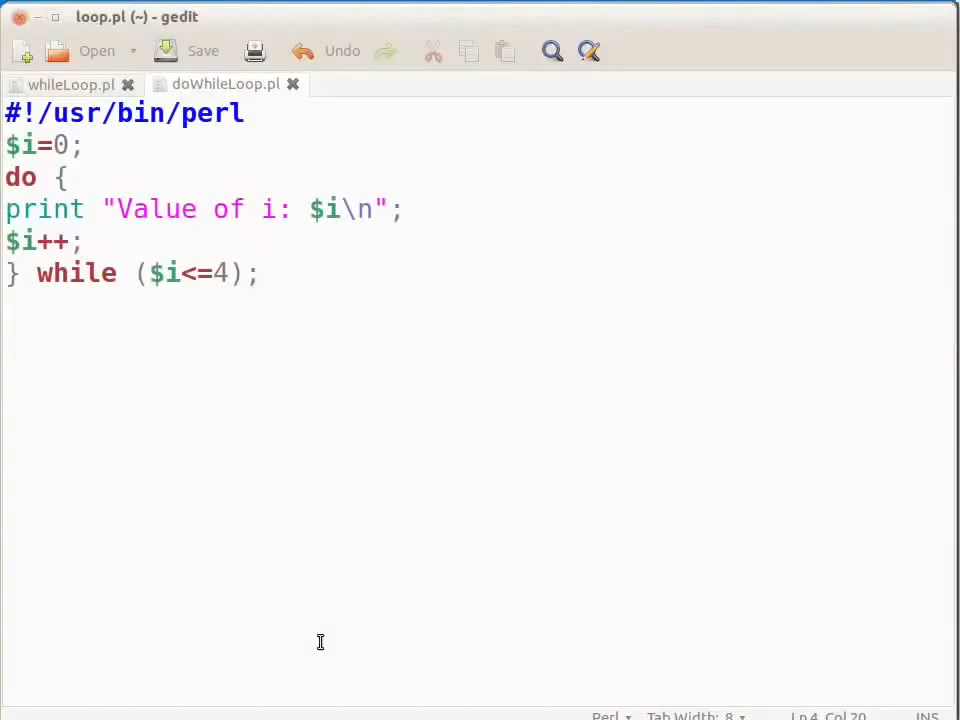 loop.pl (~) - gedit
Open Save Undo
whileLoop.pl doWhileLoop.pl
#!/usr/bin/perl
$i=0;
do {
print "Value of i: $i\n";
$i++;
} while ($i<=4);
Perl Tab Width: 8 Ln 4, Col 20 INS